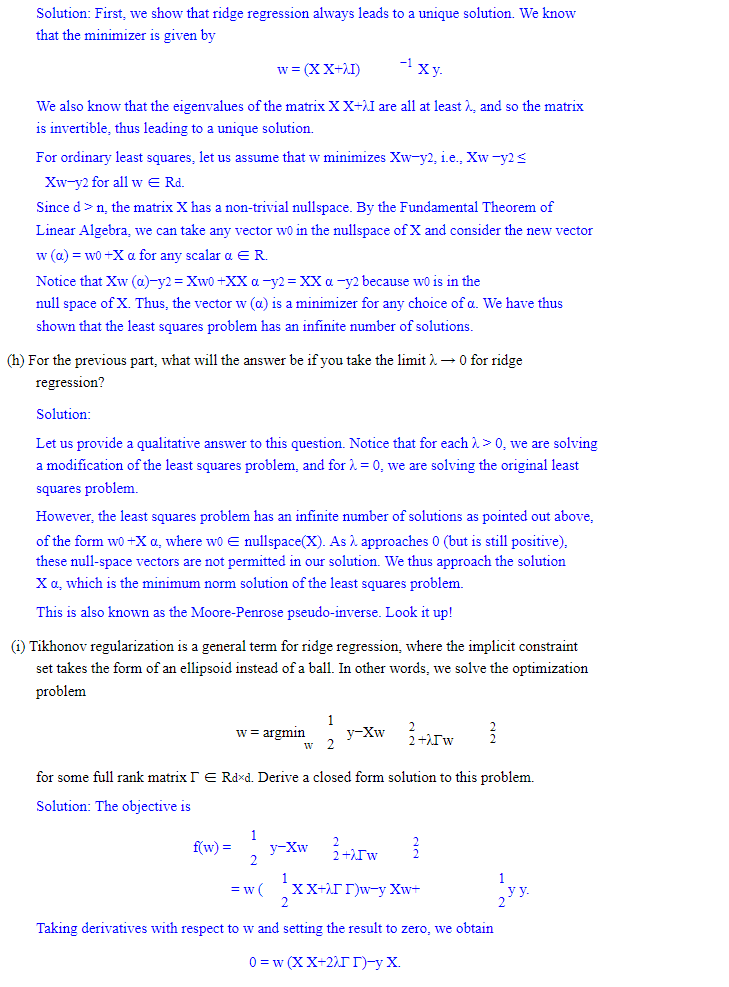 Solution: First, we show that ridge regression always leads to a unique solution. We know
that the minimizer is given by
w = (X X+λI) −1 X y.
We also know that the eigenvalues of the matrix X X+λI are all at least λ, and so the matrix
is invertible, thus leading to a unique solution.
For ordinary least squares, let us assume that w minimizes Xw−y2, i.e., Xw −y2 ≤
Xw−y2 for all w ∈ Rd.
Since d > n, the matrix X has a non-trivial nullspace. By the Fundamental Theorem of
Linear Algebra, we can take any vector w0 in the nullspace of X and consider the new vector
w (α) = w0 +X α for any scalar α ∈ R.
Notice that Xw (α)−y2 = Xw0 +XX α −y2 = XX α −y2 because w0 is in the
null space of X. Thus, the vector w (α) is a minimizer for any choice of α. We have thus
shown that the least squares problem has an infinite number of solutions.
(h) For the previous part, what will the answer be if you take the limit λ → 0 for ridge
regression?
Solution:
Let us provide a qualitative answer to this question. Notice that for each λ > 0, we are solving
a modification of the least squares problem, and for λ = 0, we are solving the original least
squares problem.
However, the least squares problem has an infinite number of solutions as pointed out above,
of the form w0 +X α, where w0 ∈ nullspace(X). As λ approaches 0 (but is still positive),
these null-space vectors are not permitted in our solution. We thus approach the solution
X α, which is the minimum norm solution of the least squares problem.
This is also known as the Moore-Penrose pseudo-inverse. Look it up!
(i) Tikhonov regularization is a general term for ridge regression, where the implicit constraint
set takes the form of an ellipsoid instead of a ball. In other words, we solve the optimization
problem
w = argmin w 1 2 y−Xw 2 2 +λΓw 2 2
for some full rank matrix Γ ∈ Rd×d. Derive a closed form solution to this problem.
Solution: The objective is
f(w) = 1 2 y−Xw 2 2 +λΓw 2 2
= w ( 1 2 X X+λΓ Γ)w−y Xw+ 1 2 y y.
Taking derivatives with respect to w and setting the result to zero, we obtain
0 = w (X X+2λΓ Γ)−y X.